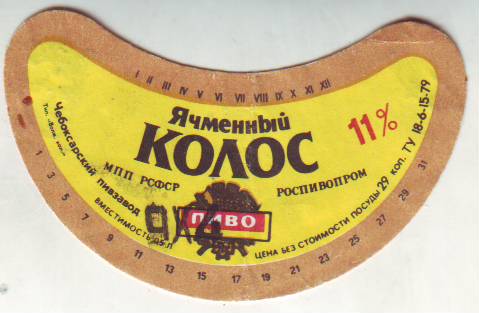 I II III IV V VI VII VIII IX X XI XII
Ячменный
КОЛОС
11%
МПП РСФСР
РОСПИВОПРОМ
ПИВО
Чебоксарский пивзавод
ВМЕСТИМОСТЬ 0,5 Л
ЦЕНА БЕЗ СТОИМОСТИ ПОСУДЫ 29 коп. ТУ 18-6-15-79
1 3 5 7 9 11 13 15 17 19 21 23 25 27 29 31